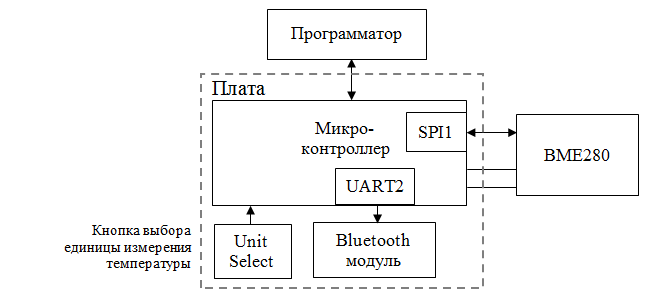 Программатор
Плата
Микро-
контроллер
SPI1
BME280
UART2
Кнопка выбора
единицы измерения
температуры
Unit
Select
Bluetooth
модуль